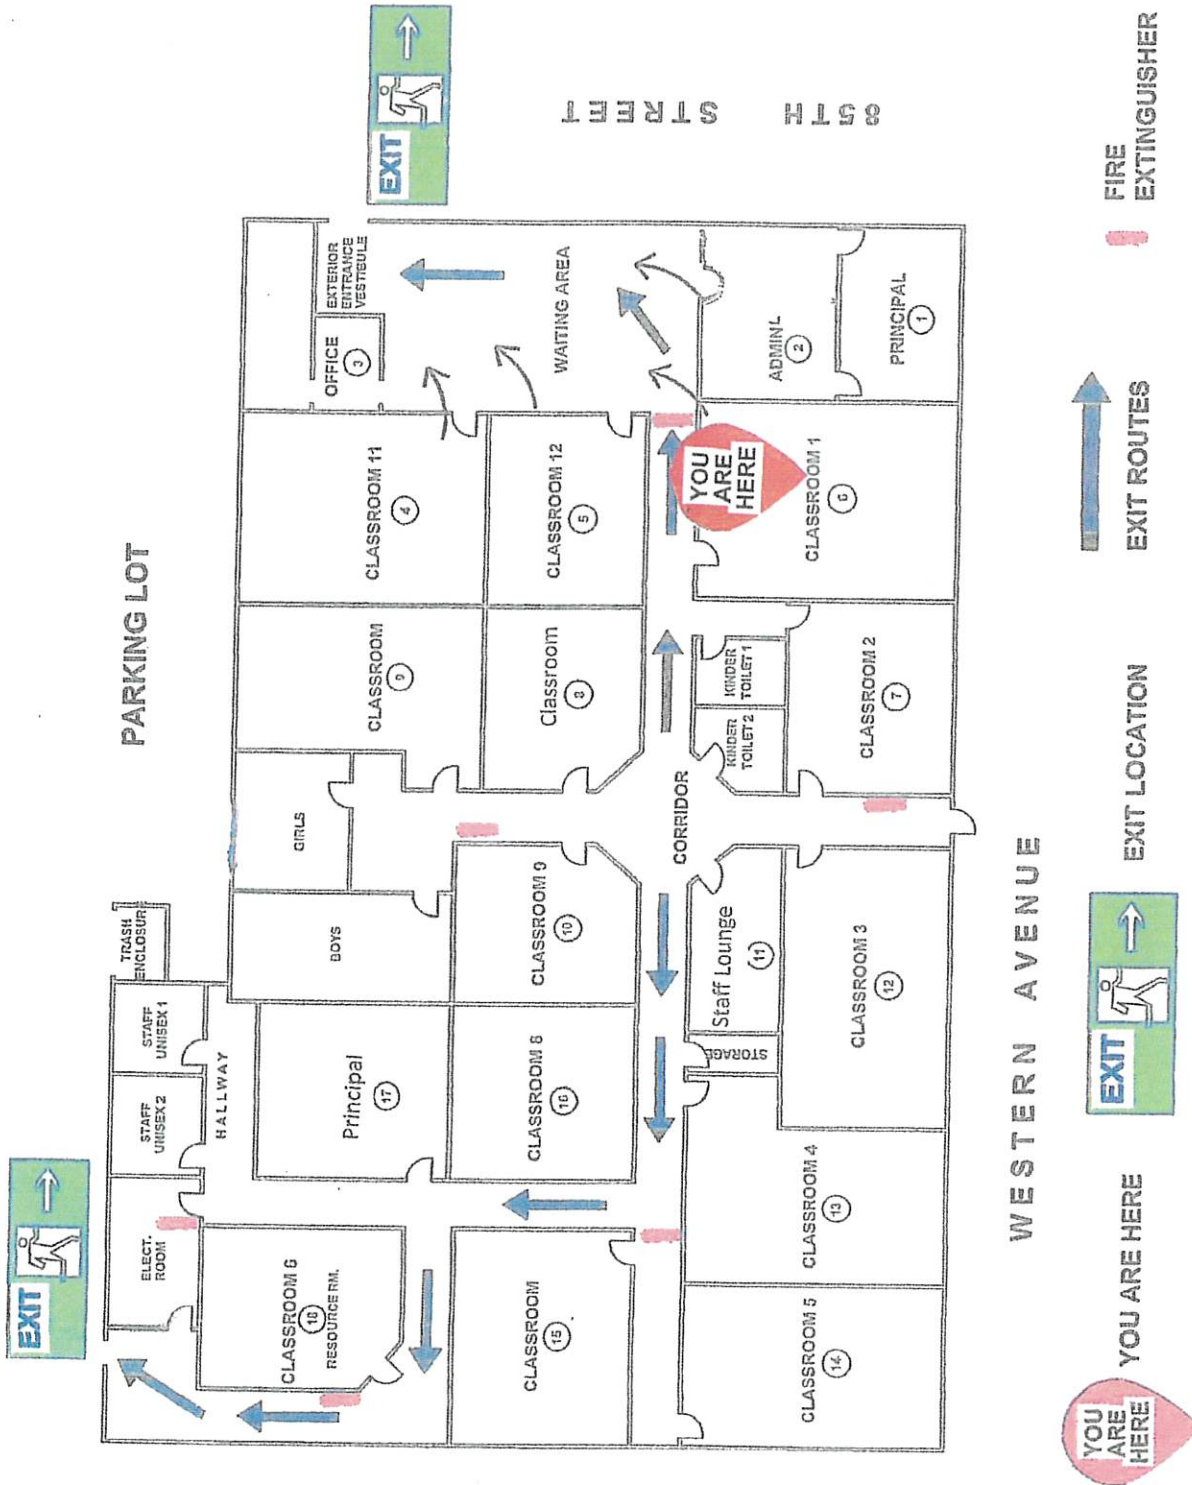 PARKING LOT
EXIT
EXIT
85TH STREET
TRASH
ENCLOSUR
STAFF
UNISEX 1
STAFF
UNISEX 2
ELECT.
ROOM
HALLWAY
GIRLS
BOYS
OFFICE
3
EXTERIOR
ENTRANCE
VESTIBULE
WAITING AREA
CLASSROOM 11
4
CLASSROOM
9
Principal
17
CLASSROOM 6
18
RESOURCE RM.
CLASSROOM 12
5
Classroom
8
CLASSROOM 9
10
CLASSROOM 8
16
CLASSROOM
15
CORRIDOR
YOU
ARE
HERE
KINDER
TOILET 1
KINDER
TOILET 2
Staff Lounge
11
STORAGE
ADMIN'L
2
PRINCIPAL
1
CLASSROOM 1
6
CLASSROOM 2
7
CLASSROOM 3
12
CLASSROOM 4
13
CLASSROOM 5
14
WESTERN AVENUE
YOU
ARE
HERE
YOU ARE HERE
EXIT
EXIT LOCATION
EXIT ROUTES
FIRE
EXTINGUISHER